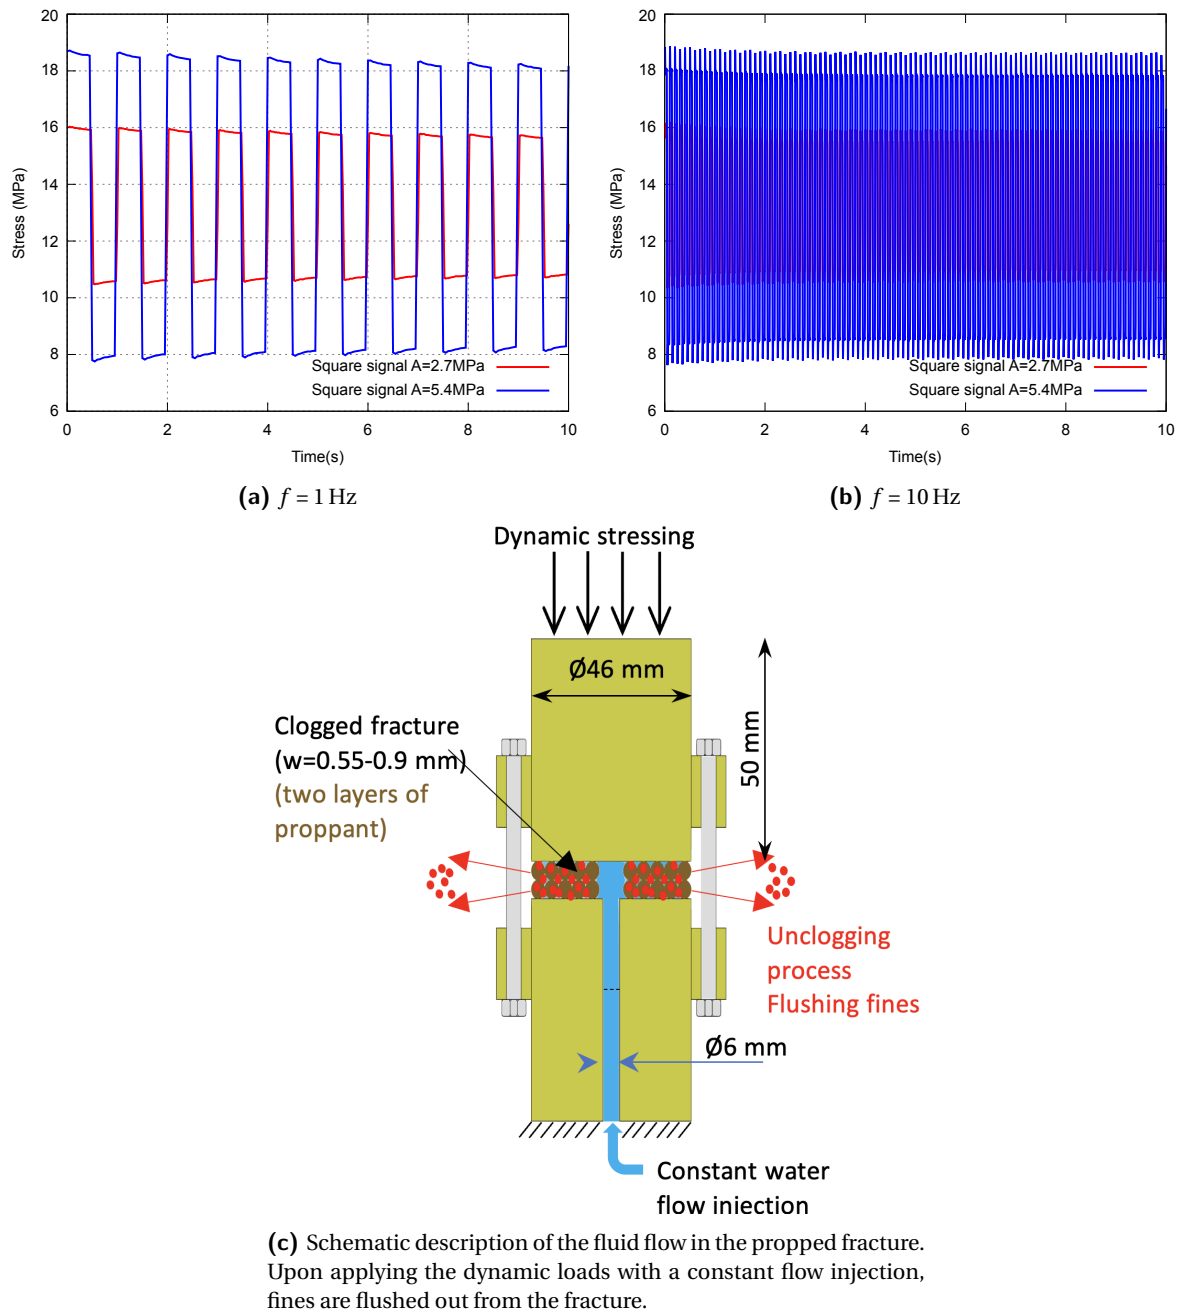 20
18
16
14
12
10
8
6
Stress (MPa)
Square signal A=2.7MPa
Square signal A=5.4MPa
0 2 4 6 8 10
Time(s)
(a) f = 1 Hz
20
18
16
14
12
10
8
6
Stress (MPa)
Square signal A=2.7MPa
Square signal A=5.4MPa
0 2 4 6 8 10
Time(s)
(b) f = 10 Hz
Dynamic stressing
Ø46 mm
50 mm
Clogged fracture
(w=0.55-0.9 mm)
(two layers of
proppant)
Unclogging
process
Flushing fines
Ø6 mm
Constant water
flow injection
(c) Schematic description of the fluid flow in the propped fracture.
Upon applying the dynamic loads with a constant flow injection,
fines are flushed out from the fracture.